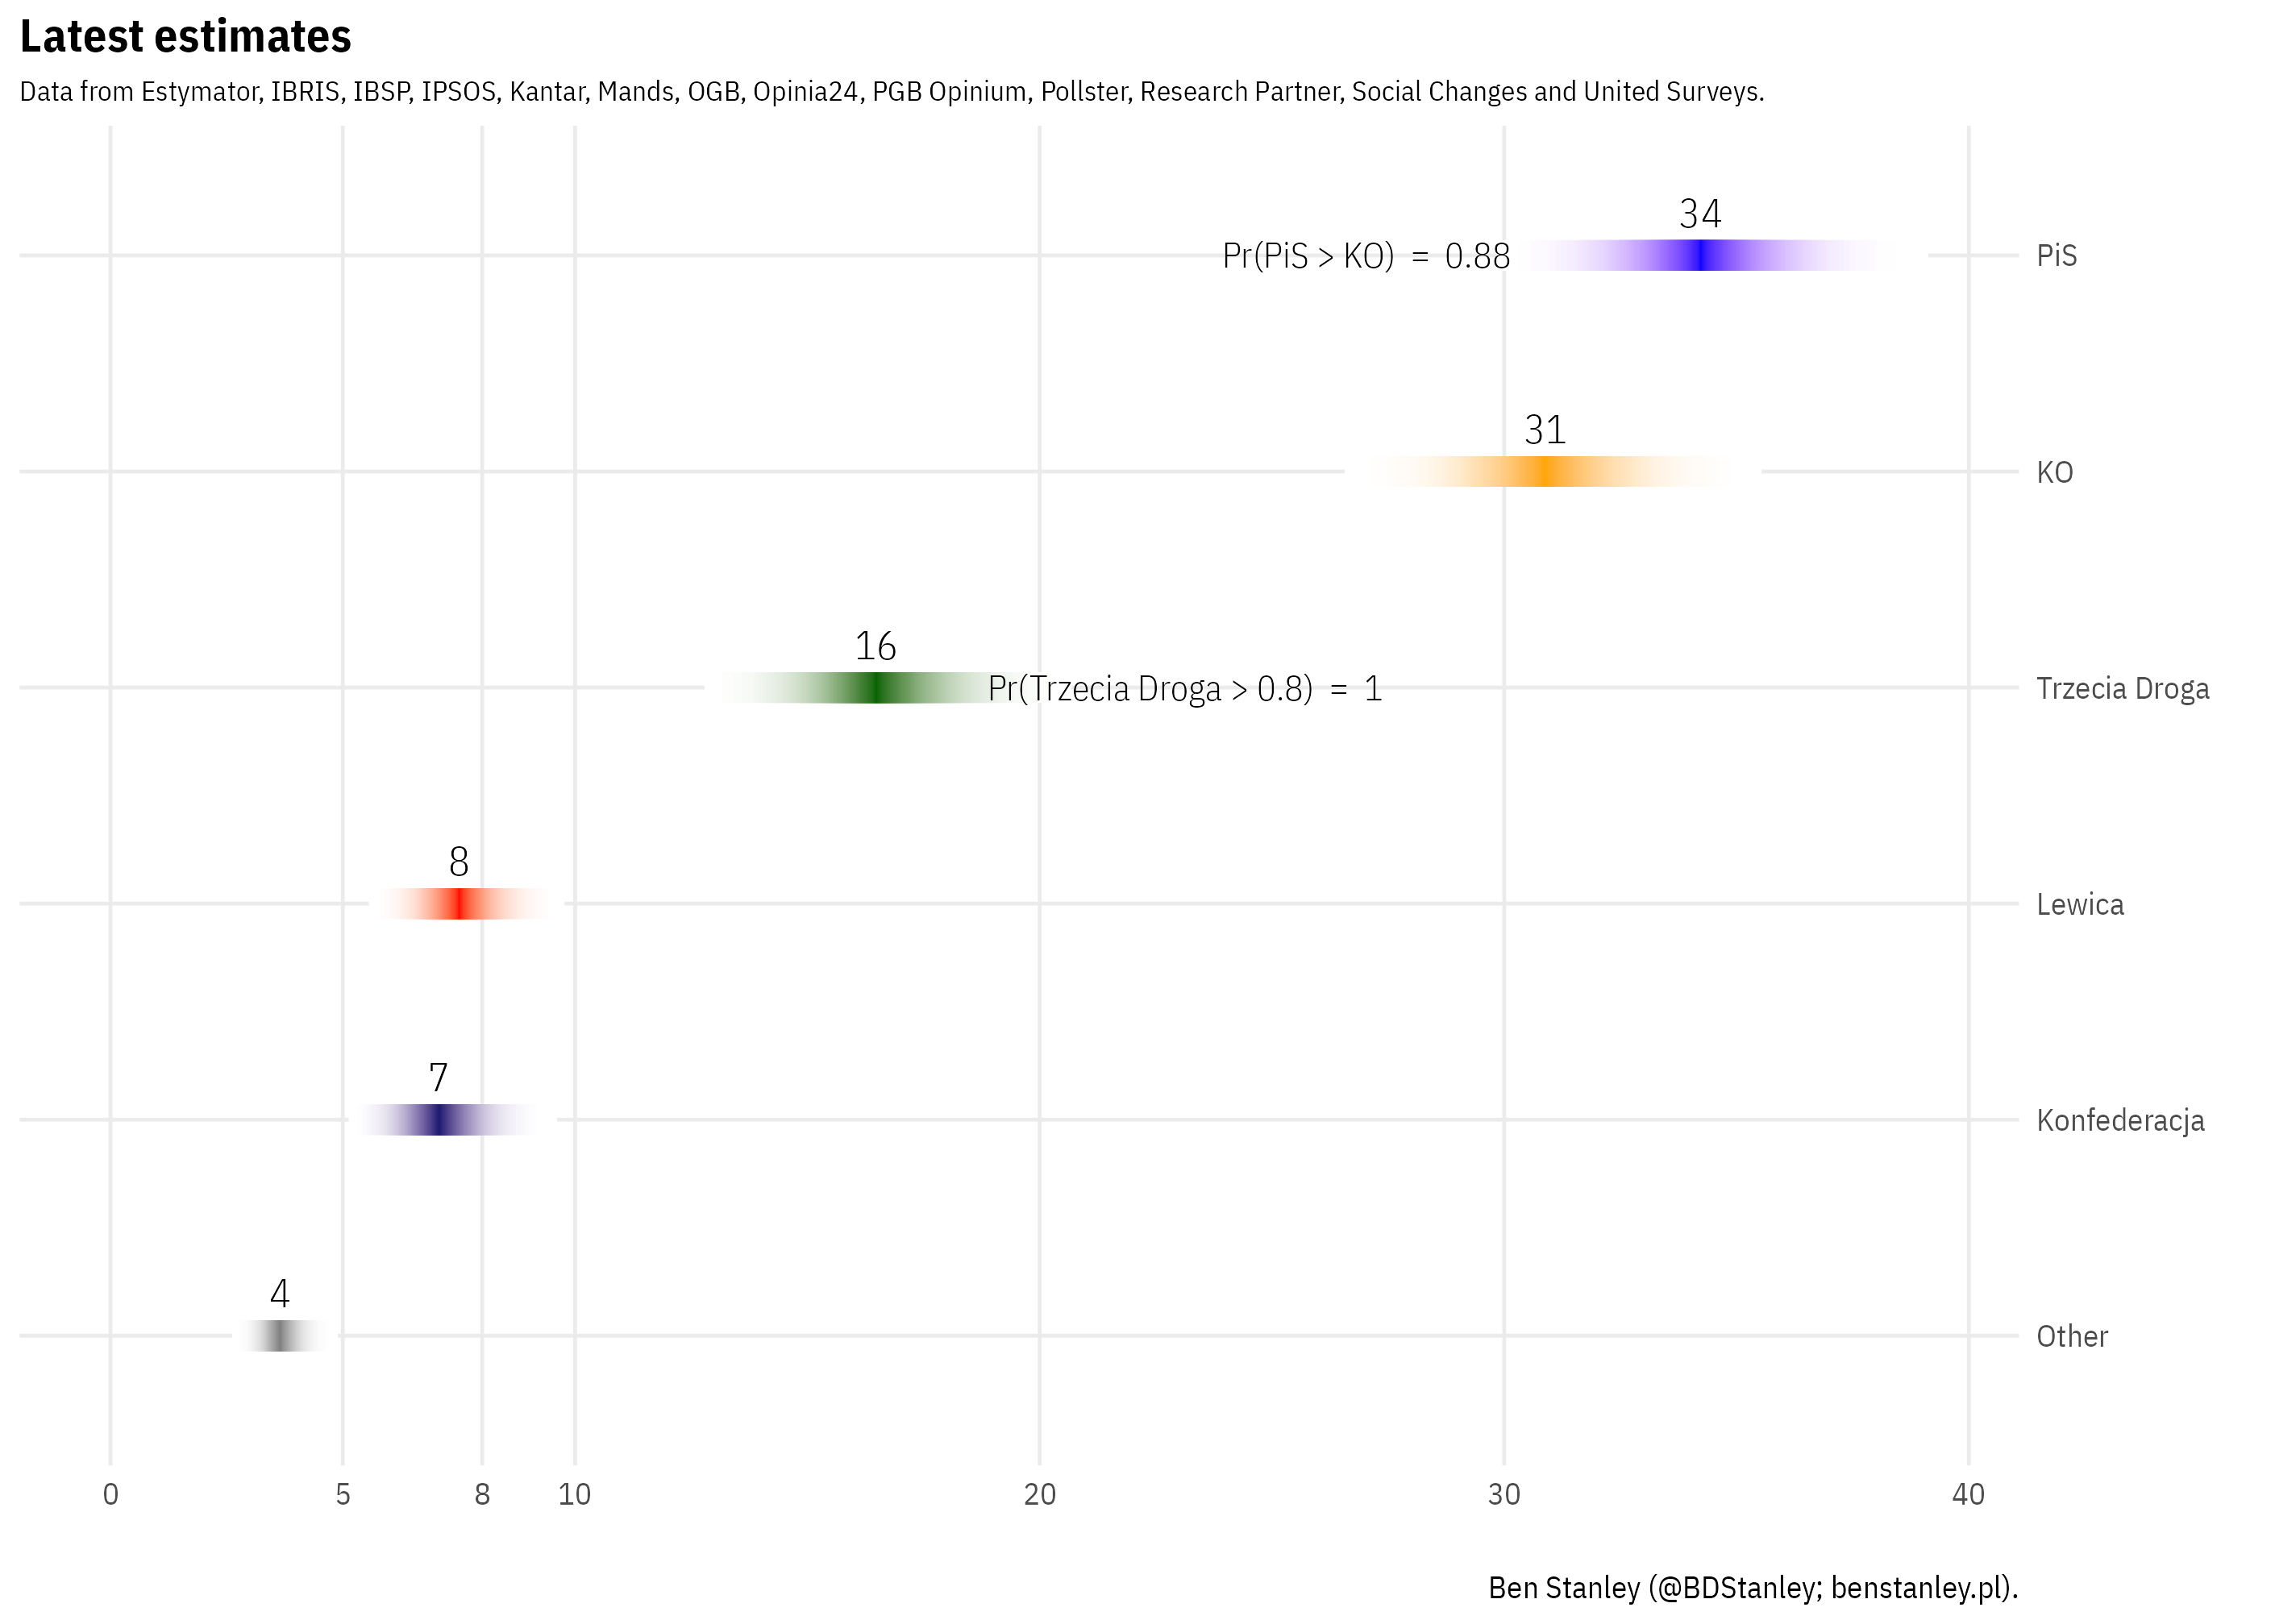 Latest estimates
Data from Estymator, IBRIS, IBSP, IPSOS, Kantar, Mands, OGB, Opinia24, PGB Opinium, Pollster, Research Partner, Social Changes and United Surveys.
34
Pr(PiS > KO) = 0.88
PiS
31
KO
16
Pr(Trzecia Droga > 0.8) = 1
Trzecia Droga
8
Lewica
7
Konfederacja
4
Other
0 5 8 10 20 30 40
Ben Stanley (@BDStanley; benstanley.pl).